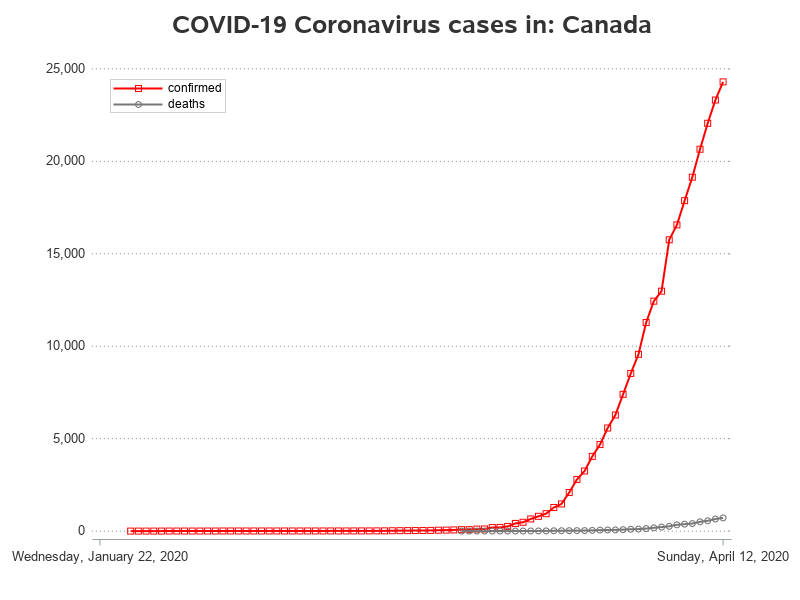 COVID-19 Coronavirus cases in: Canada
25,000
confirmed
deaths
20,000
15,000
10,000
5,000
0
Wednesday, January 22, 2020
Sunday, April 12, 2020